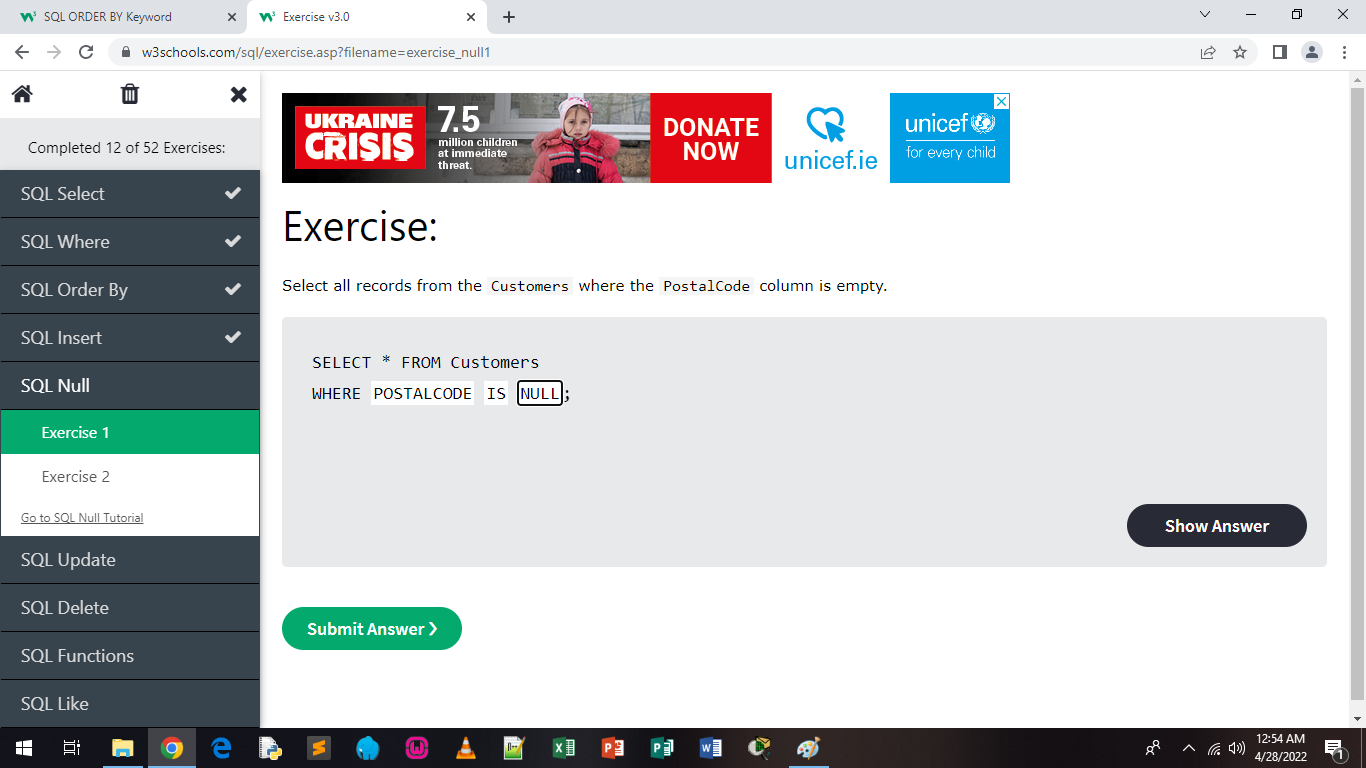 SQL ORDER BY Keyword
Exercise v3.0
w3schools.com/sql/exercise.asp?filename=exercise_null1
Completed 12 of 52 Exercises:
SQL Select
SQL Where
SQL Order By
SQL Insert
SQL Null
Exercise 1
Exercise 2
Go to SQL Null Tutorial
SQL Update
SQL Delete
SQL Functions
SQL Like
UKRAINE
CRISIS
7.5
million children
at immediate
threat.
DONATE
NOW
unicef.ie
unicef
for every child
Exercise:
Select all records from the Customers where the PostalCode column is empty.
SELECT * FROM Customers
WHERE POSTALCODE IS NULL;
Show Answer
Submit Answer ❯
12:54 AM
4/28/2022
1